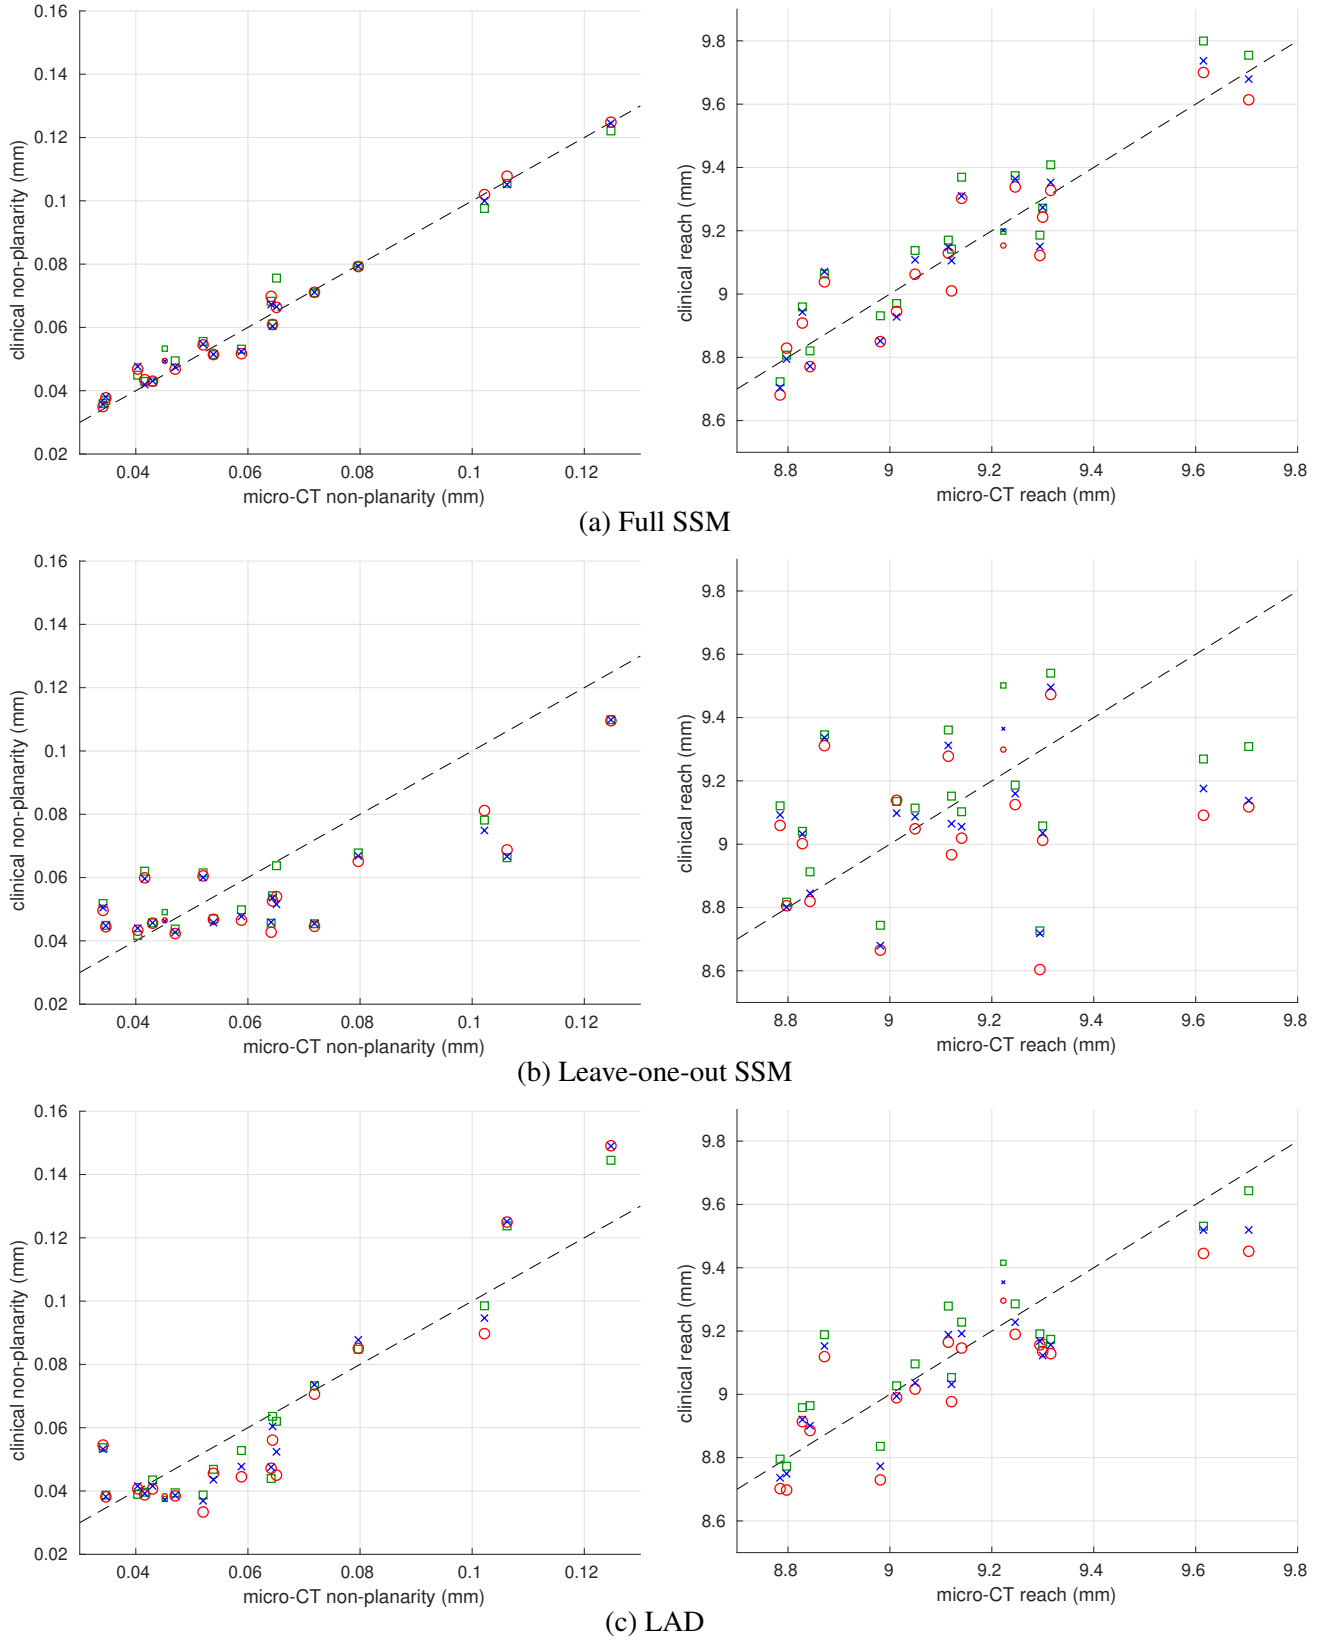 0.16
0.14
0.12
0.1
0.08
0.06
0.04
0.02
clinical non-planarity (mm)
0.04 0.06 0.08 0.1 0.12
micro-CT non-planarity (mm)
9.8
9.6
9.4
9.2
9
8.8
8.6
clinical reach (mm)
8.8 9 9.2 9.4 9.6 9.8
micro-CT reach (mm)
(a) Full SSM
0.16
0.14
0.12
0.1
0.08
0.06
0.04
0.02
clinical non-planarity (mm)
0.04 0.06 0.08 0.1 0.12
micro-CT non-planarity (mm)
9.8
9.6
9.4
9.2
9
8.8
8.6
clinical reach (mm)
8.8 9 9.2 9.4 9.6 9.8
micro-CT reach (mm)
(b) Leave-one-out SSM
0.16
0.14
0.12
0.1
0.08
0.06
0.04
0.02
clinical non-planarity (mm)
0.04 0.06 0.08 0.1 0.12
micro-CT non-planarity (mm)
9.8
9.6
9.4
9.2
9
8.8
8.6
clinical reach (mm)
8.8 9 9.2 9.4 9.6 9.8
micro-CT reach (mm)
(c) LAD